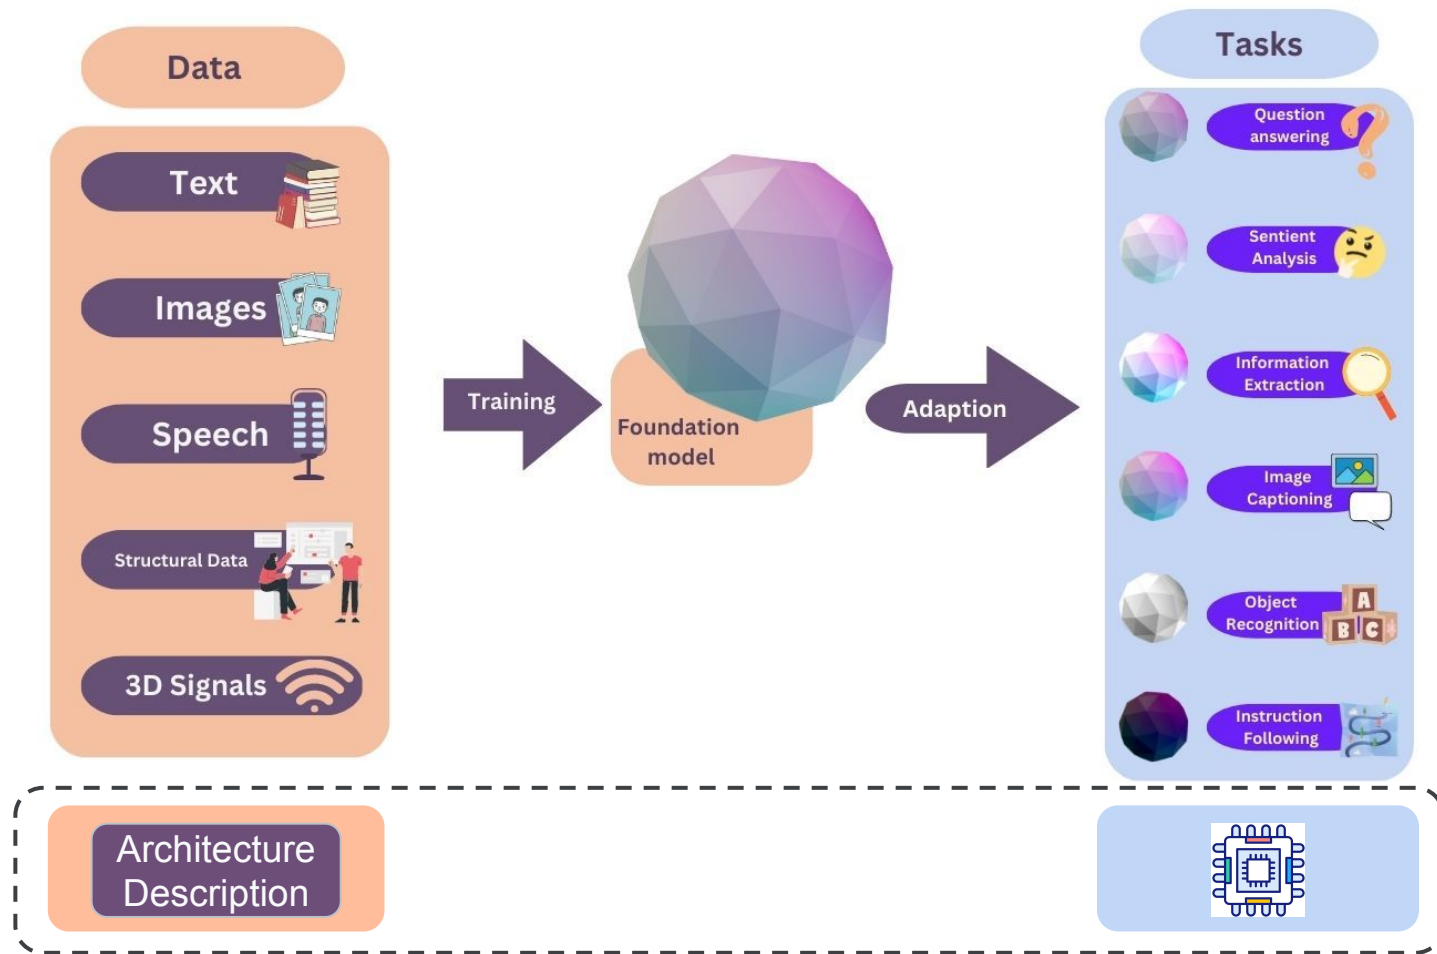 Data
Text
Images
Speech
Structural Data
3D Signals
Training
Foundation
model
Adaption
Tasks
Question
answering
Sentient
Analysis
Information
Extraction
Image
Captioning
Object
Recognition
A
B C
Instruction
Following
Architecture
Description